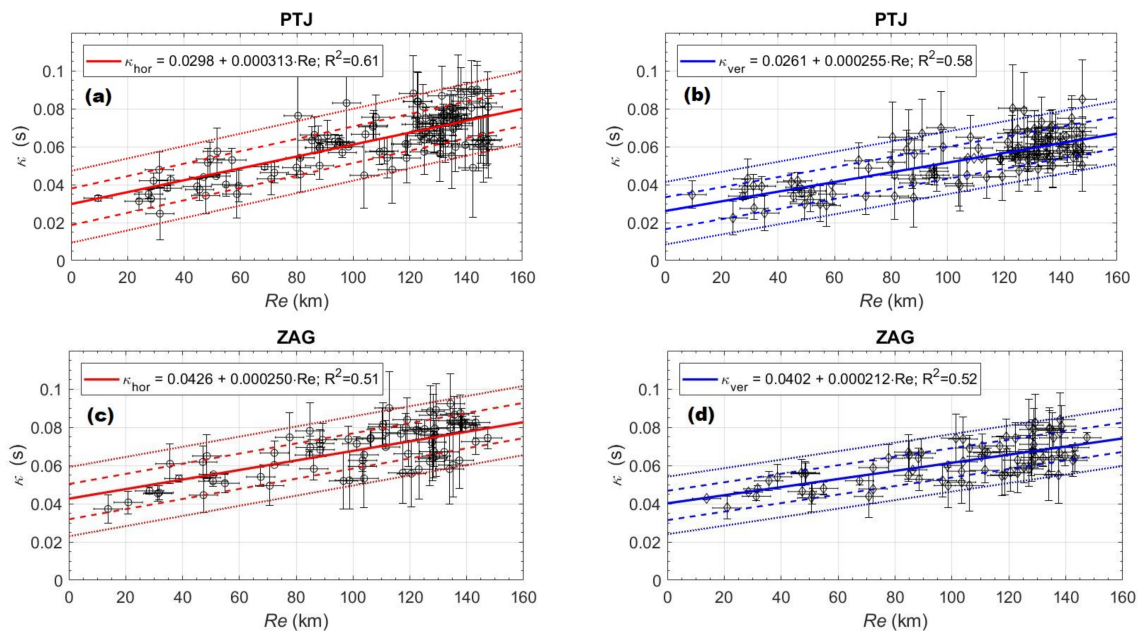 PTJ
κhor = 0.0298 + 0.000313·Re; R²=0.61
(a)
0.1
0.08
0.06
0.04
0.02
0
κ (s)
0 20 40 60 80 100 120 140 160
Re (km)
PTJ
κver = 0.0261 + 0.000255·Re; R²=0.58
(b)
0.1
0.08
0.06
0.04
0.02
0
κ (s)
0 20 40 60 80 100 120 140 160
Re (km)
ZAG
κhor = 0.0426 + 0.000250·Re; R²=0.51
(c)
0.1
0.08
0.06
0.04
0.02
0
κ (s)
0 20 40 60 80 100 120 140 160
Re (km)
ZAG
κver = 0.0402 + 0.000212·Re; R²=0.52
(d)
0.1
0.08
0.06
0.04
0.02
0
κ (s)
0 20 40 60 80 100 120 140 160
Re (km)